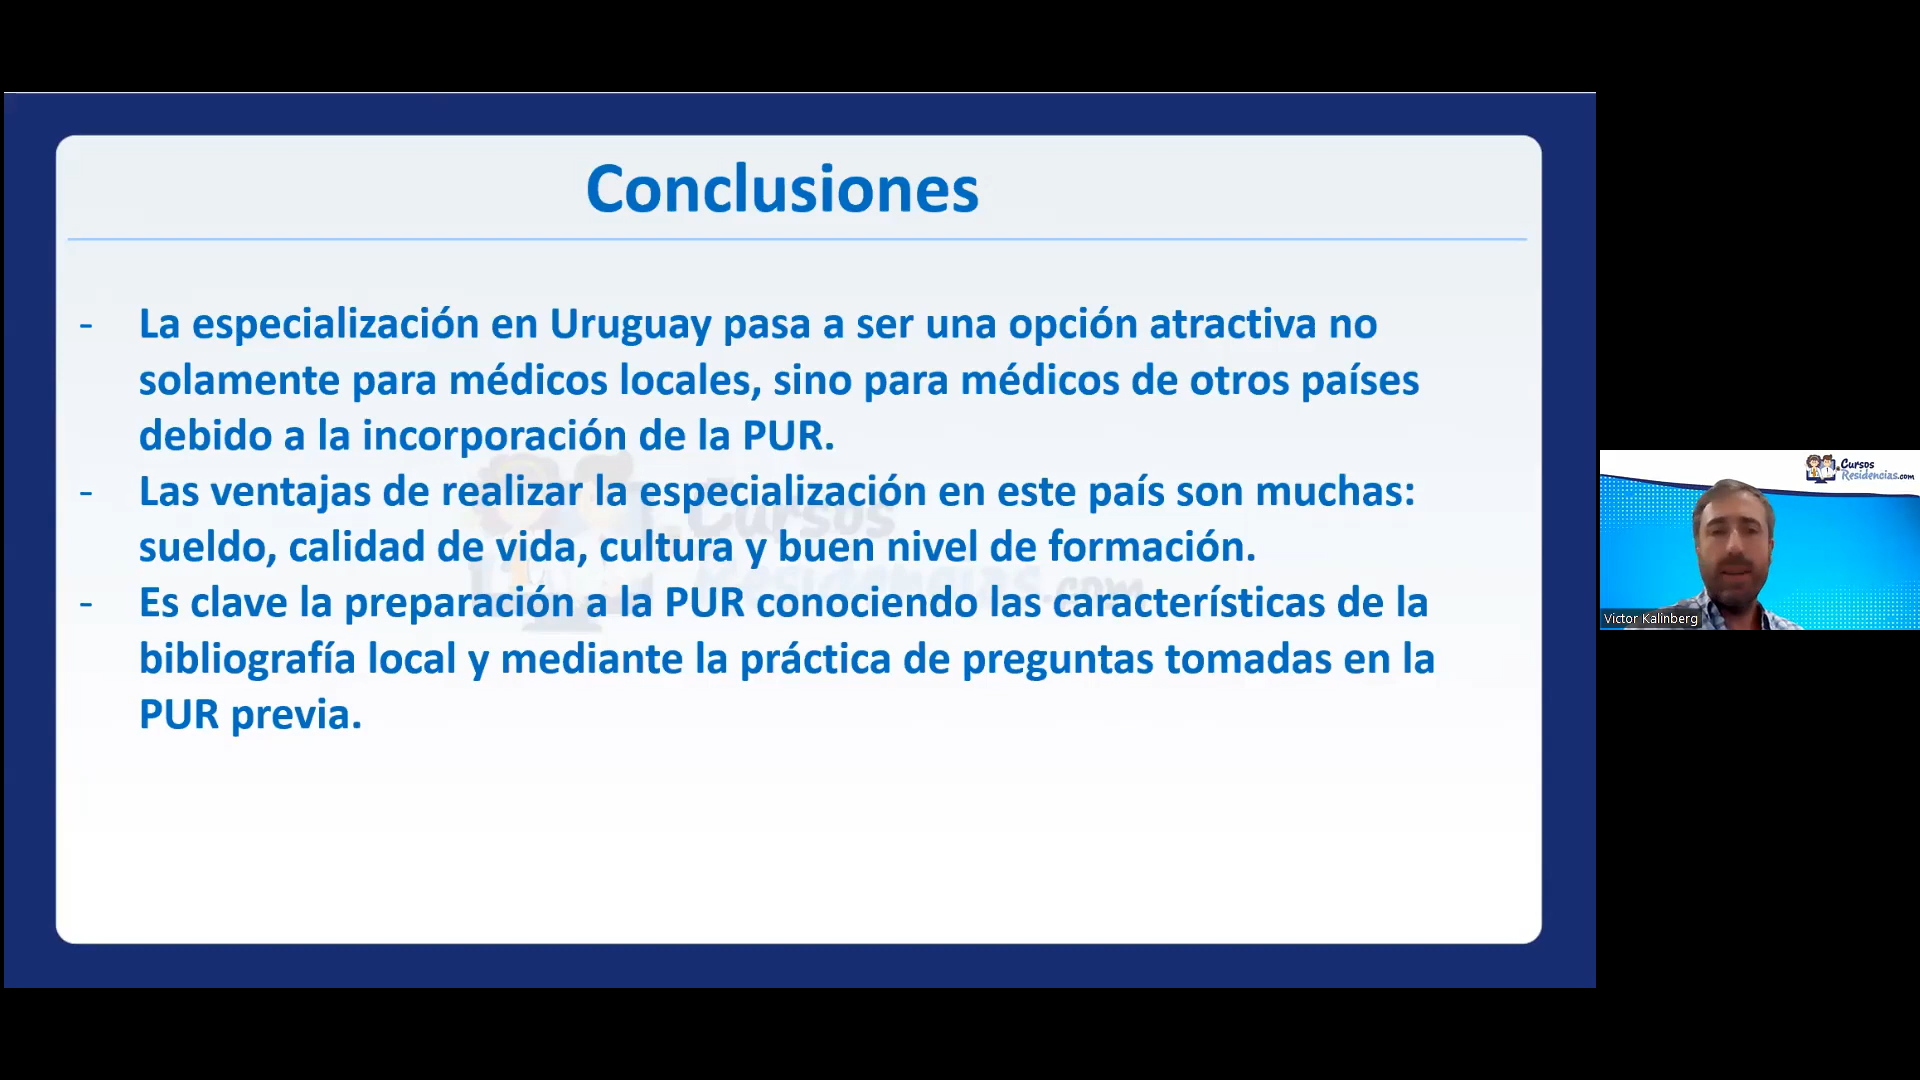 Conclusiones
- La especialización en Uruguay pasa a ser una opción atractiva no
solamente para médicos locales, sino para médicos de otros países
debido a la incorporación de la PUR.
- Las ventajas de realizar la especialización en este país son muchas:
sueldo, calidad de vida, cultura y buen nivel de formación.
- Es clave la preparación a la PUR conociendo las características de la
bibliografía local y mediante la práctica de preguntas tomadas en la
PUR previa.
Cursos
Residencias.com
Cursos
Residencias.com
Victor Kalinberg